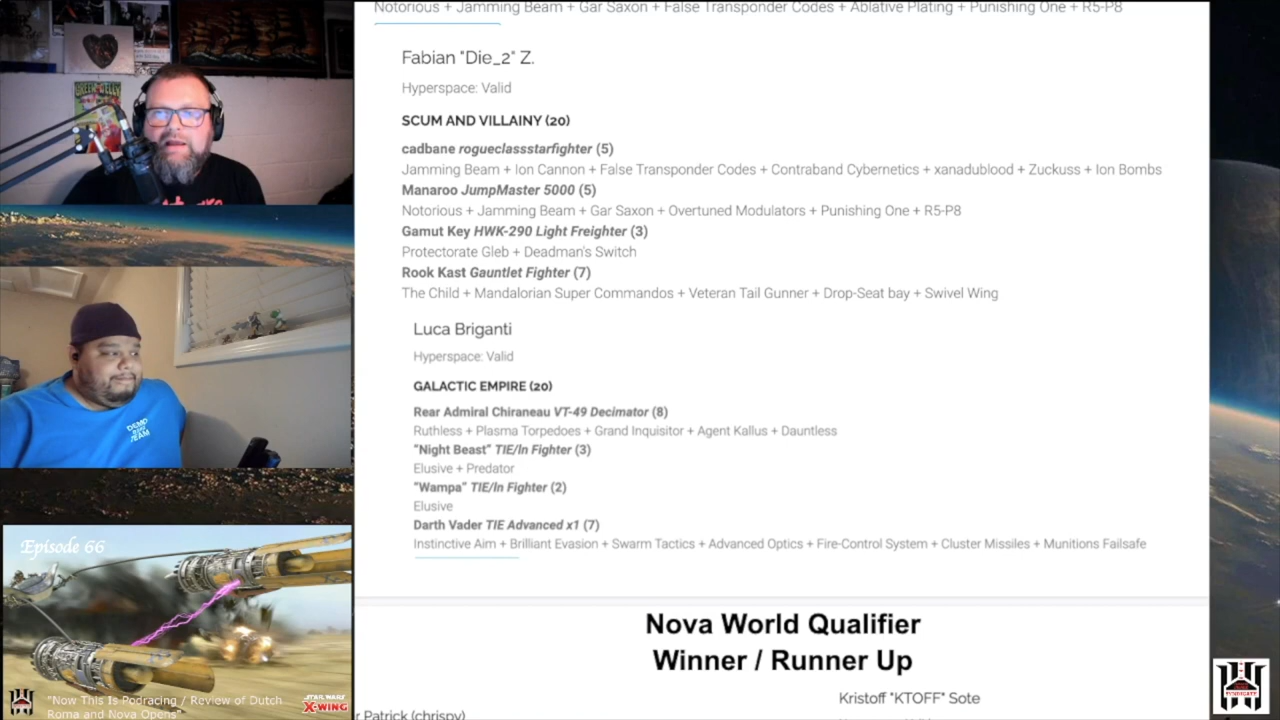 Notorious + Jamming Beam + Gar Saxon + False Transponder Codes + Ablative Plating + Punishing One + R5-P8
Fabian "Die_2" Z.
Hyperspace: Valid
SCUM AND VILLAINY (20)
cadbane rogueclassstarfighter (5)
Jamming Beam + Ion Cannon + False Transponder Codes + Contraband Cybernetics + xanadublood + Zuckuss + Ion Bombs
Manaroo JumpMaster 5000 (5)
Notorious + Jamming Beam + Gar Saxon + Overtuned Modulators + Punishing One + R5-P8
Gamut Key HWK-290 Light Freighter (3)
Protectorate Gleb + Deadman's Switch
Rook Kast Gauntlet Fighter (7)
The Child + Mandalorian Super Commandos + Veteran Tail Gunner + Drop-Seat bay + Swivel Wing
Luca Briganti
Hyperspace: Valid
GALACTIC EMPIRE (20)
Rear Admiral Chiraneau VT-49 Decimator (8)
Ruthless + Plasma Torpedoes + Grand Inquisitor + Agent Kallus + Dauntless
“Night Beast” TIE/ln Fighter (3)
Elusive + Predator
“Wampa” TIE/ln Fighter (2)
Elusive
Darth Vader TIE Advanced x1 (7)
Instinctive Aim + Brilliant Evasion + Swarm Tactics + Advanced Optics + Fire-Control System + Cluster Missiles + Munitions Failsafe
Nova World Qualifier
Winner / Runner Up
Kristoff "KTOFF" Sote
r Patrick (chrispy)
GREEN JELLY
Episode 66
"Now This Is Podracing / Review of Dutch
Roma and Nova Opens"
STAR WARS
X-WING